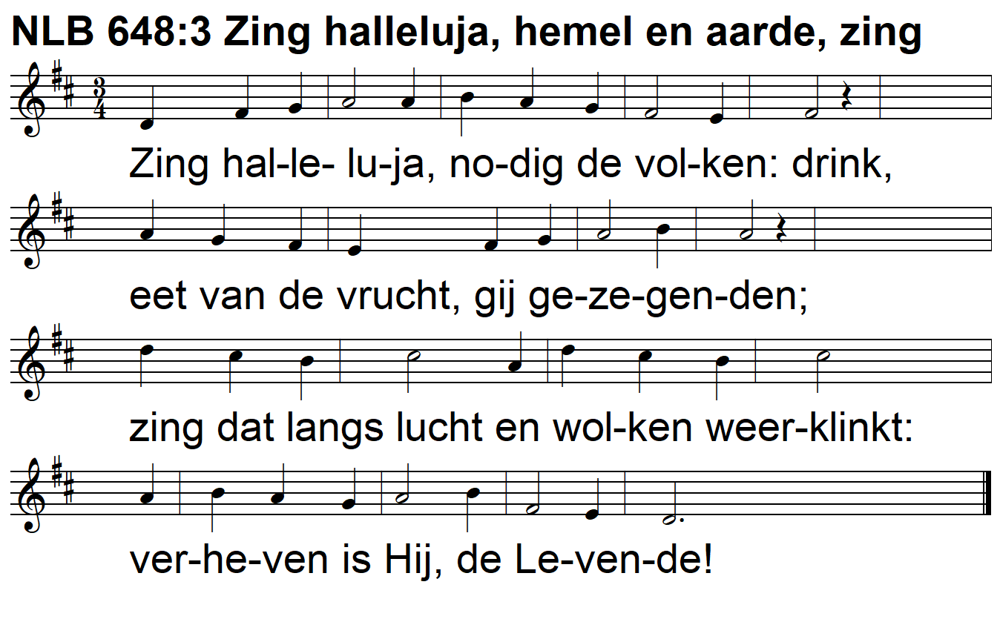 NLB 648:3 Zing halleluja, hemel en aarde, zing
3
4
Zing hal-le- lu-ja, no-dig de vol-ken: drink,
eet van de vrucht, gij ge-ze-gen-den;
zing dat langs lucht en wol-ken weer-klinkt:
ver-he-ven is Hij, de Le-ven-de!